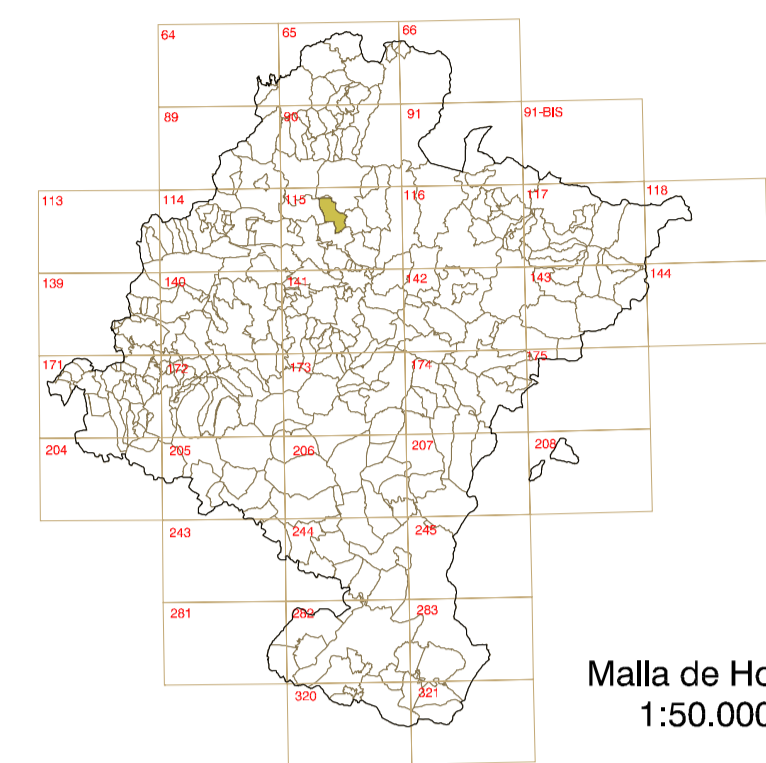 64 65 66
89 90 91 91-BIS
113 114 115 116 117 118
139 140 141 142 143 144
171 172 173 174 175
204 205 206 207 208
243 244 245
281 282 283
320 321
Malla de Ho
1:50.000